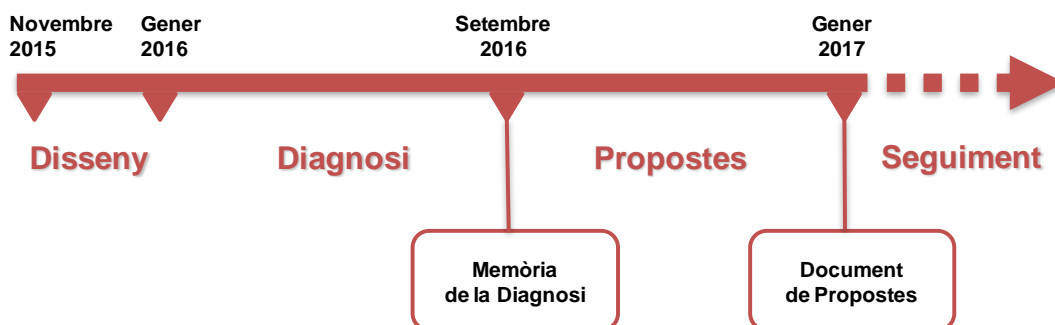 Novembre
2015
Gener
2016
Setembre
2016
Gener
2017
Disseny
Diagnosi
Propostes
Seguiment
Memòria
de la Diagnosi
Document
de Propostes